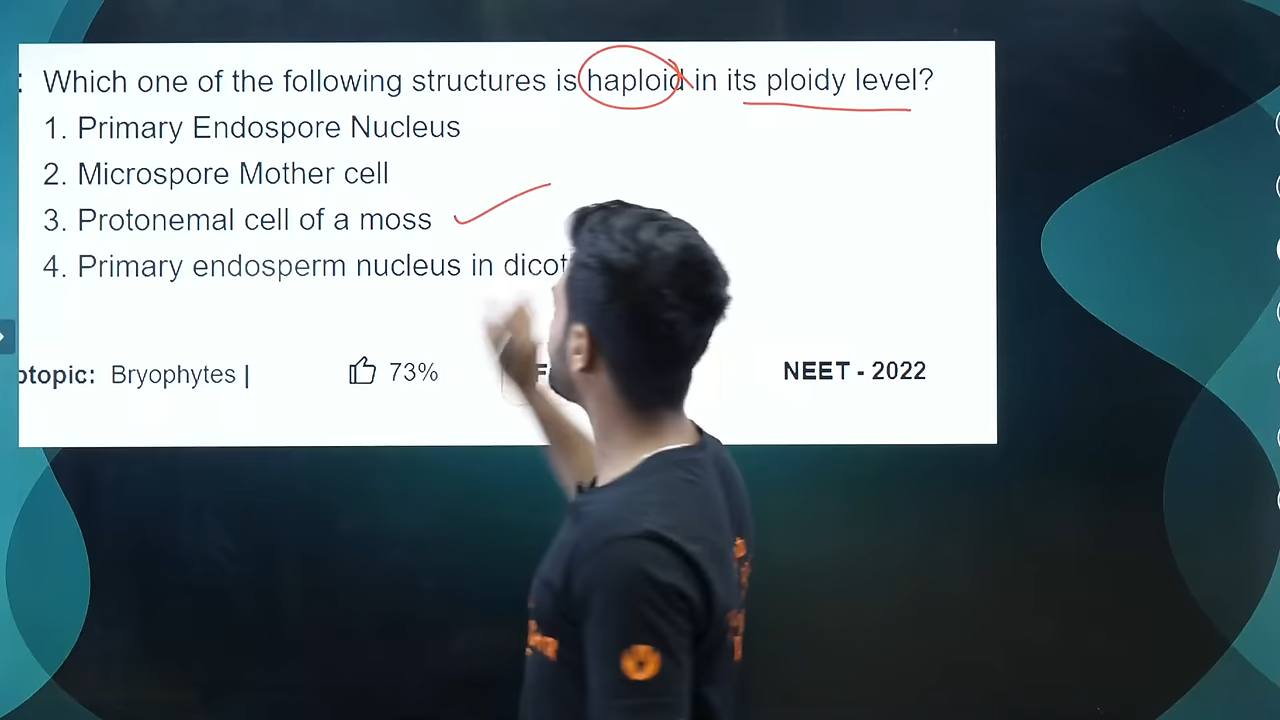 : Which one of the following structures is haploid in its ploidy level?
1. Primary Endospore Nucleus
2. Microspore Mother cell
3. Protonemal cell of a moss
4. Primary endosperm nucleus in dicot
btopic: Bryophytes | 73% NEET - 2022